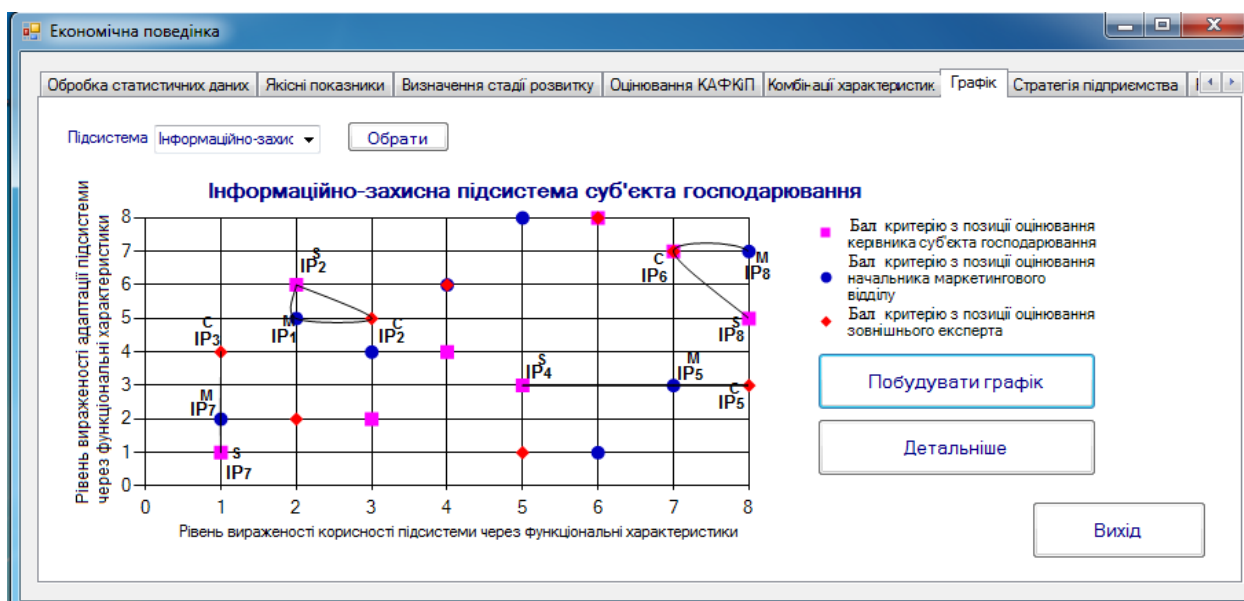 Економічна поведінка
Обробка статистичних даних Якісні показники Визначення стадії розвитку Оцінювання КАФКіП Комбінації характеристик Графік Стратегія підприємства
Підсистема Інформаційно-захис Обрати
Інформаційно-захисна підсистема суб'єкта господарювання
Рівень вираженості адаптації підсистеми
через функціональні характеристики
8
7
6
5
4
3
2
1
0
S
IP2
M
IP1
C
IP2
C
IP3
M
IP7
S
IP7
S
IP4
M
IP5
C
IP5
C
IP6
M
IP8
S
IP8
0 1 2 3 4 5 6 7 8
Рівень вираженості корисності підсистеми через функціональні характеристики
Бал критерію з позиції оцінювання
керівника суб'єкта господарювання
Бал критерію з позиції оцінювання
начальника маркетингового
відділу
Бал критерію з позиції оцінювання
зовнішнього експерта
Побудувати графік
Детальніше
Вихід